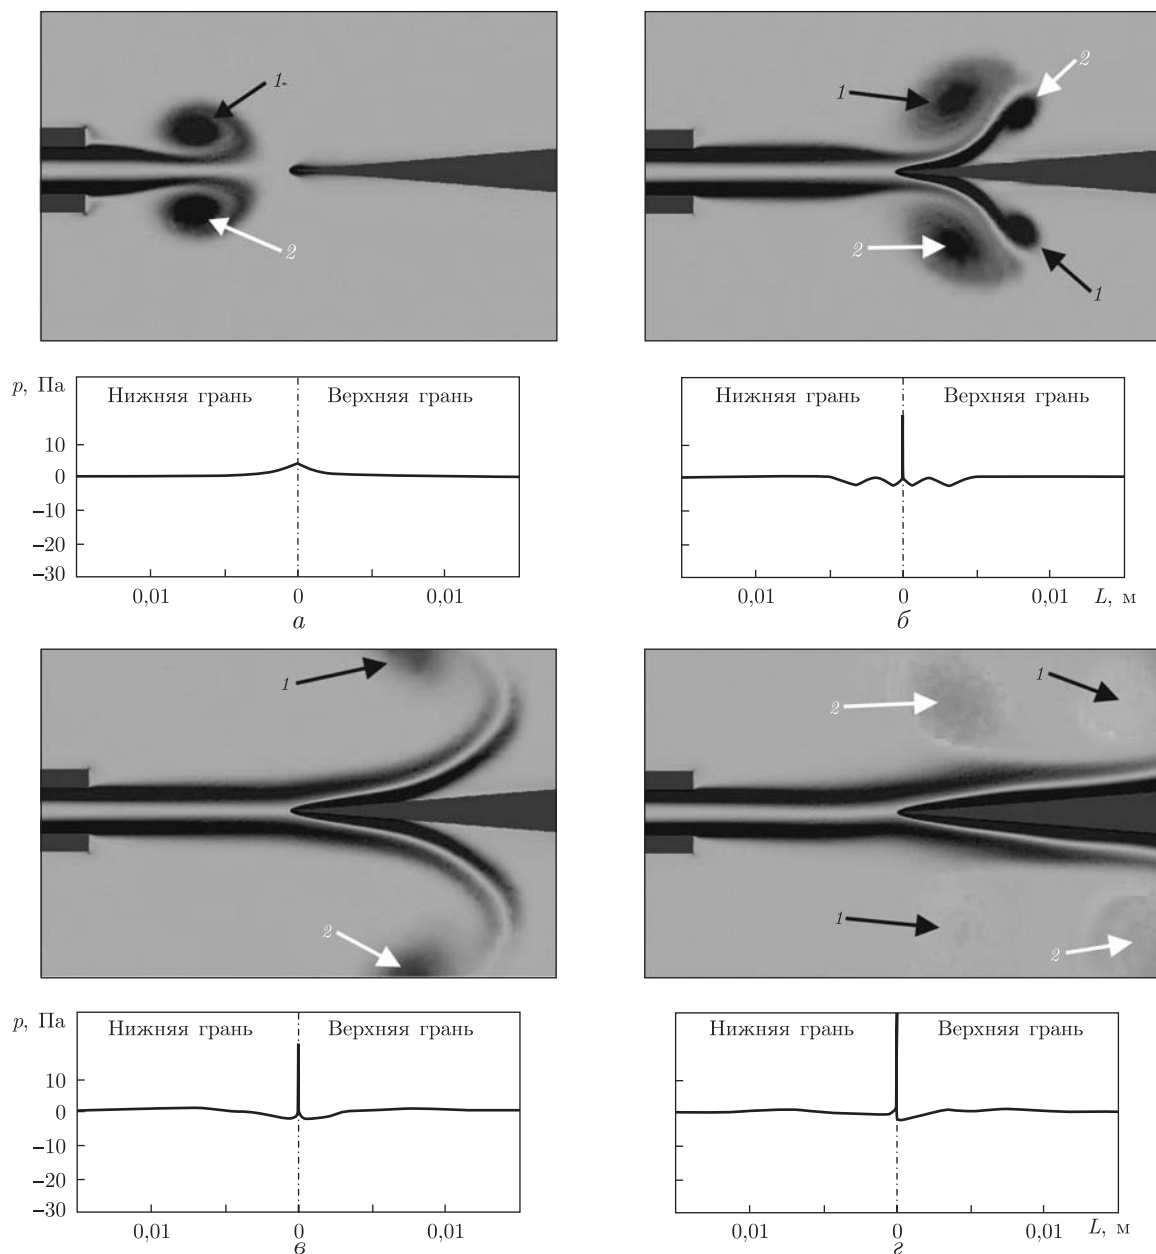 1
2
1
2
2
1
p, Па
Нижняя грань
Верхняя грань
10
0
−10
−20
−30
0,01
0
0,01
а
Нижняя грань
Верхняя грань
0,01
0
0,01
L, м
б
1
2
2
1
1
2
p, Па
Нижняя грань
Верхняя грань
10
0
−10
−20
−30
0,01
0
0,01
в
Нижняя грань
Верхняя грань
0,01
0
0,01
L, м
г